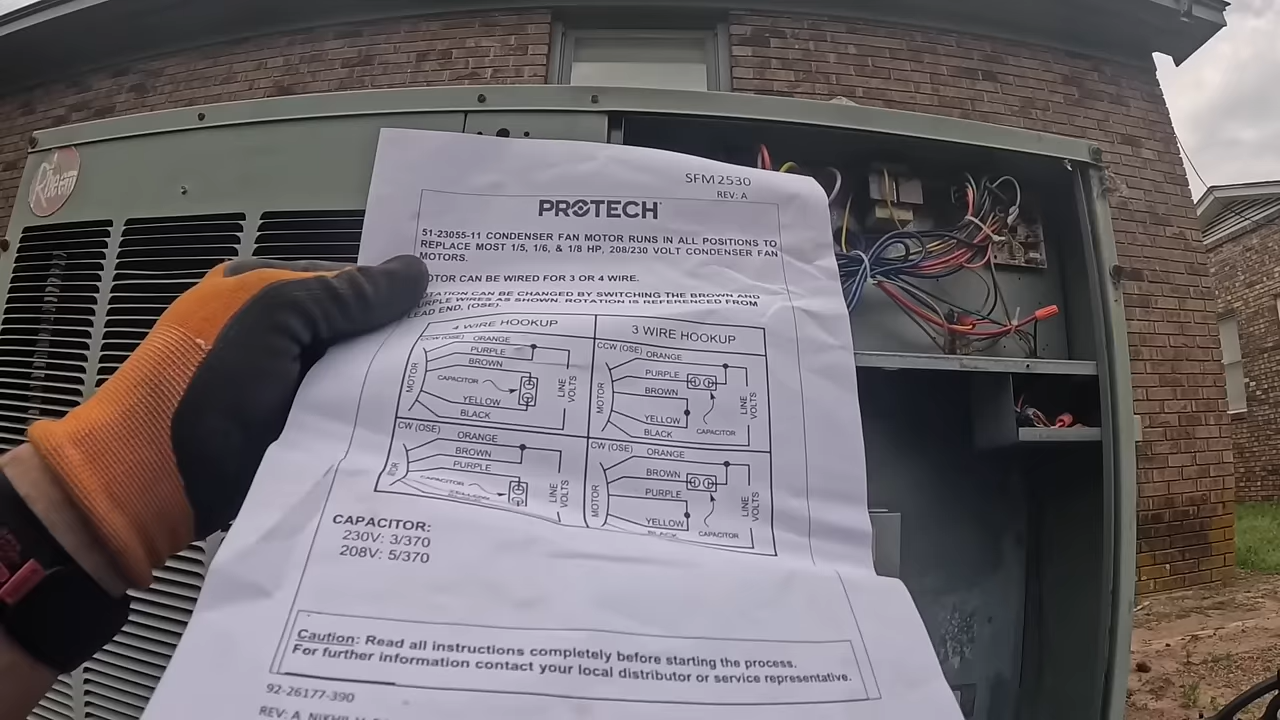 Rheem
SFM2530
REV: A
PROTECH
51-23055-11 CONDENSER FAN MOTOR RUNS IN ALL POSITIONS TO
REPLACE MOST 1/5, 1/6, & 1/8 HP, 208/230 VOLT CONDENSER FAN
MOTORS.
OTOR CAN BE WIRED FOR 3 OR 4 WIRE.
OTATION CAN BE CHANGED BY SWITCHING THE BROWN AND
URPLE WIRES AS SHOWN. ROTATION IS REFERENCED FROM
LEAD END. (OSE).
4 WIRE HOOKUP
CCW (OSE) ORANGE
PURPLE
BROWN
MOTOR
CAPACITOR
LINE VOLTS
YELLOW
BLACK
3 WIRE HOOKUP
CCW (OSE) ORANGE
PURPLE
BROWN
MOTOR
LINE VOLTS
YELLOW
BLACK
CAPACITOR
CW (OSE) ORANGE
BROWN
PURPLE
CAPACITOR
LINE VOLTS
YELLOW
CW (OSE) ORANGE
BROWN
PURPLE
MOTOR
LINE VOLTS
YELLOW
CAPACITOR
BLACK
CAPACITOR:
230V: 3/370
208V: 5/370
Caution: Read all instructions completely before starting the process.
For further information contact your local distributor or service representative.
92-26177-390
REV: A